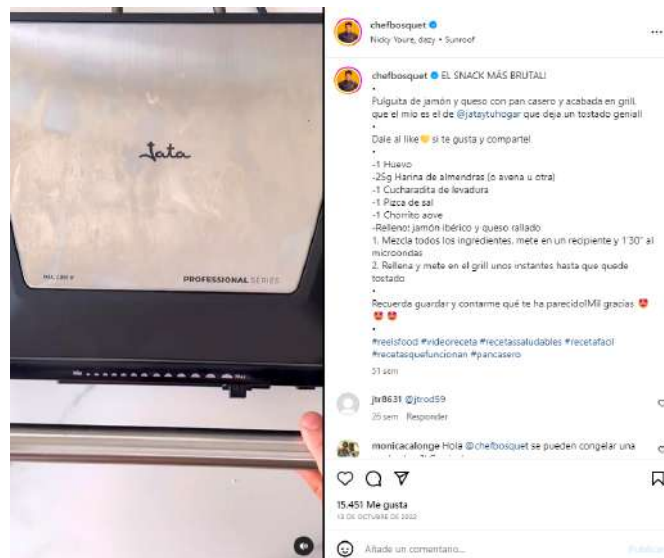 chefbosquet
Nicky Youre, dazy • Sunroof
Jata
PROFESSIONAL SERIES
chefbosquet EL SNACK MÁS BRUTAL!
•
Pulguita de jamón y queso con pan casero y acabada en grill,
que el mío es el de @jataytuhogar que deja un tostado genial!
•
Dale al like💛 si te gusta y comparte!
•
-1 Huevo
-25g Harina de almendras (o avena u otra)
-1 Cucharadita de levadura
-1 Pizca de sal
-1 Chorrito aove
-Relleno: jamón ibérico y queso rallado
1. Mezcla todos los ingredientes, mete en un recipiente y 1'30" al
microondas
2. Rellena y mete en el grill unos instantes hasta que quede
tostado
•
Recuerda guardar y contarme qué te ha parecido!Mil gracias 😍
😍 😍
•
#reelsfood #videoreceta #recetassaludables #recetafacil
#recetasquefuncionan #pancasero
51 sem
jtr8631 @jtrod59
26 sem Responder
monicacalonge Hola @chefbosquet se pueden congelar una
15.451 Me gusta
13 DE OCTUBRE DE 2022
Añade un comentario...
Publicar